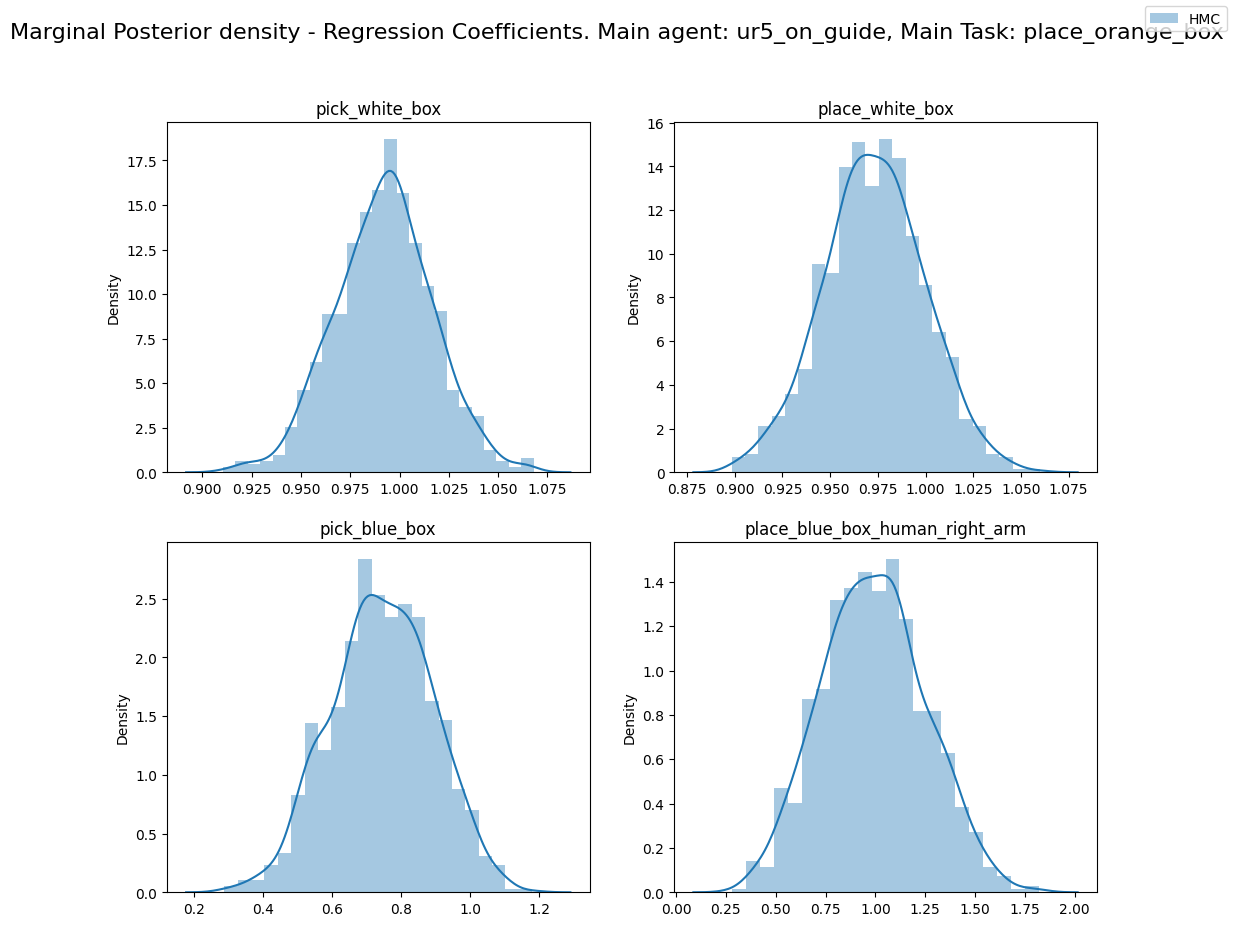 HMC
Marginal Posterior density - Regression Coefficients. Main agent: ur5_on_guide, Main Task: place_orange_box
pick_white_box
Density
17.5
15.0
12.5
10.0
7.5
5.0
2.5
0.0
0.900 0.925 0.950 0.975 1.000 1.025 1.050 1.075
place_white_box
Density
16
14
12
10
8
6
4
2
0
0.875 0.900 0.925 0.950 0.975 1.000 1.025 1.050 1.075
pick_blue_box
Density
2.5
2.0
1.5
1.0
0.5
0.0
0.2 0.4 0.6 0.8 1.0 1.2
place_blue_box_human_right_arm
Density
1.4
1.2
1.0
0.8
0.6
0.4
0.2
0.0
0.00 0.25 0.50 0.75 1.00 1.25 1.50 1.75 2.00